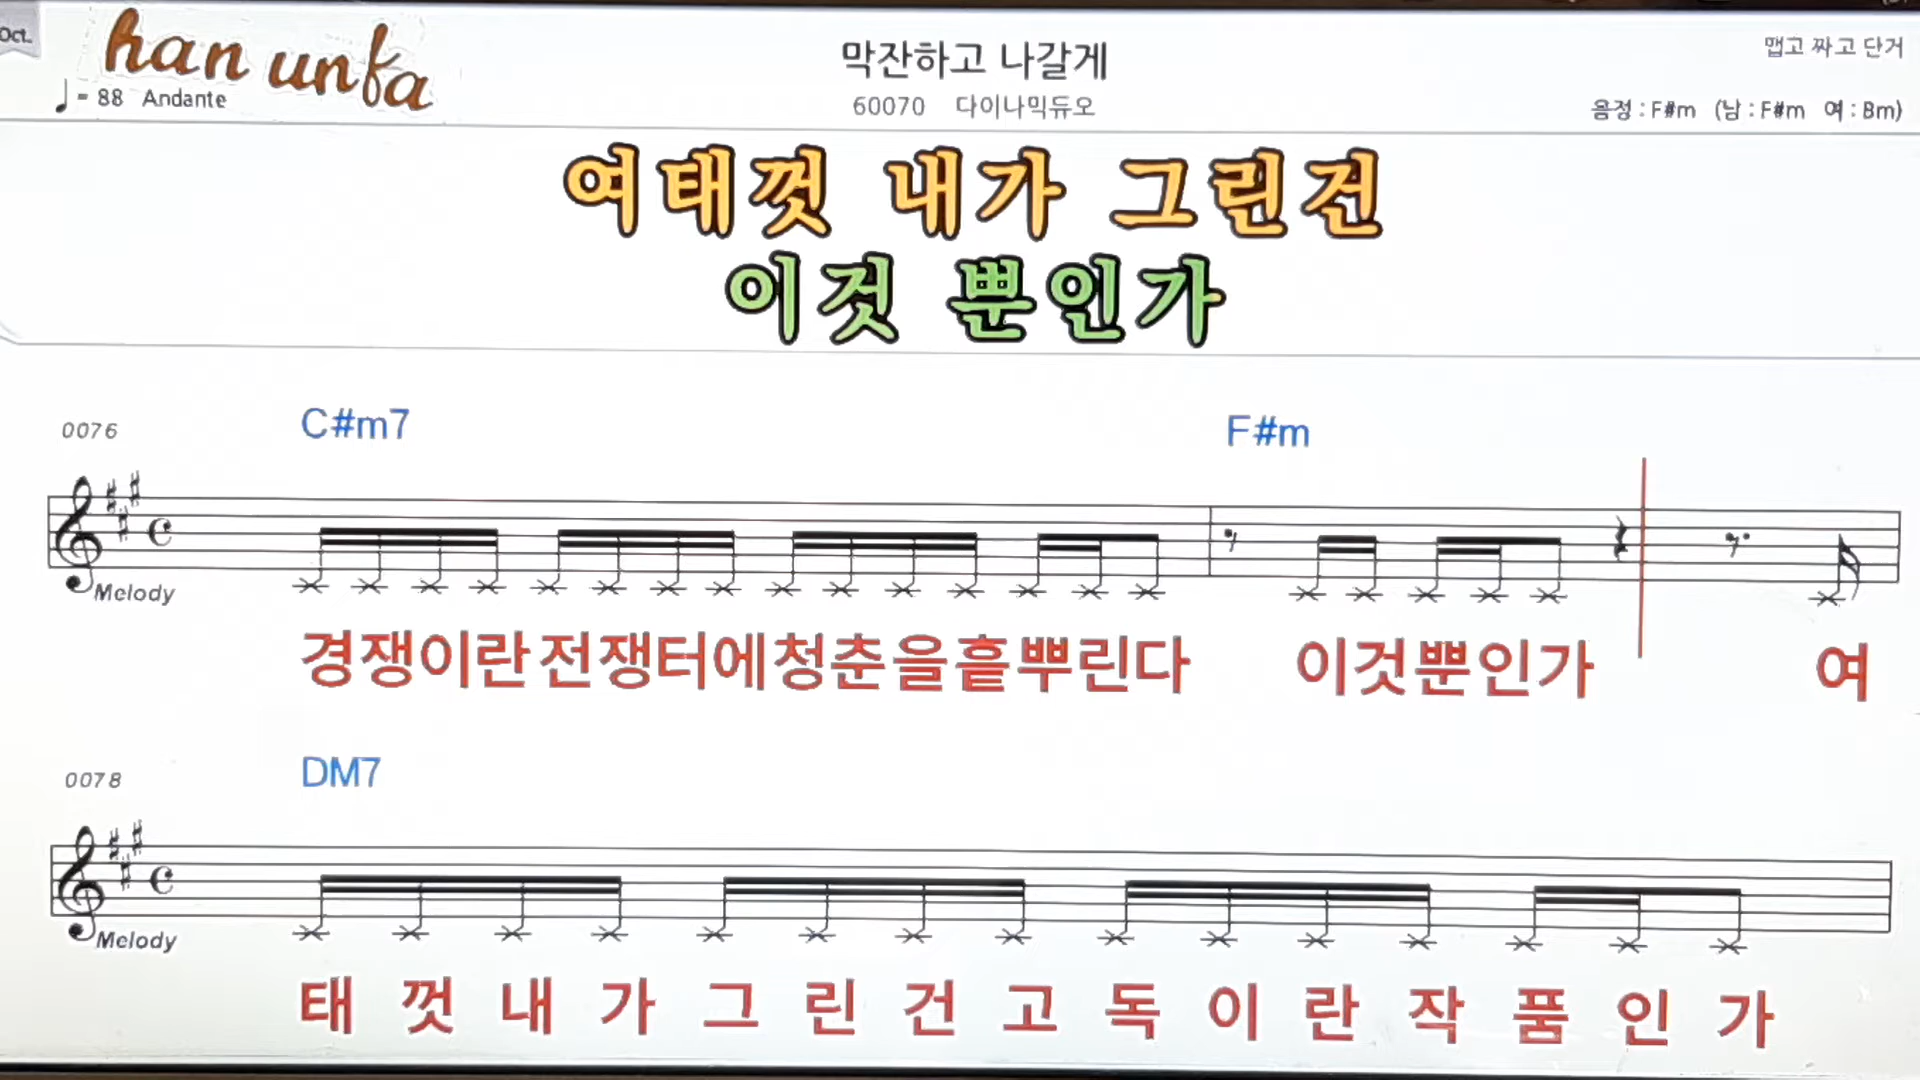 Oct.
han unfa
막잔하고 나갈게
맵고 짜고 단거
♩= 88 Andante
60070 다이나믹듀오
음정 : F#m (남 : F#m 여 : Bm)
여태껏 내가 그린건
이것 뿐인가
0076 C#m7 F#m
Melody
경쟁이란전쟁터에청춘을흩뿌린다 이것뿐인가 여
0078 DM7
Melody
태 껏 내 가 그 린 건 고 독 이 란 작 품 인 가